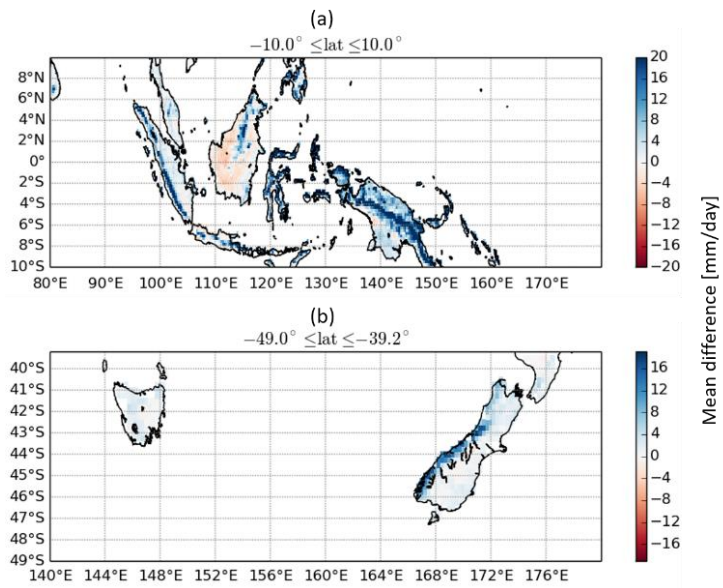 (a)
−10.0° ≤lat ≤10.0°
8°N
6°N
4°N
2°N
0°
2°S
4°S
6°S
8°S
10°S
80°E 90°E 100°E 110°E 120°E 130°E 140°E 150°E 160°E 170°E
20
16
12
8
4
0
−4
−8
−12
−16
−20
(b)
−49.0° ≤lat ≤−39.2°
40°S
41°S
42°S
43°S
44°S
45°S
46°S
47°S
48°S
49°S
140°E 144°E 148°E 152°E 156°E 160°E 164°E 168°E 172°E 176°E
16
12
8
4
0
−4
−8
−12
−16
Mean difference [mm/day]